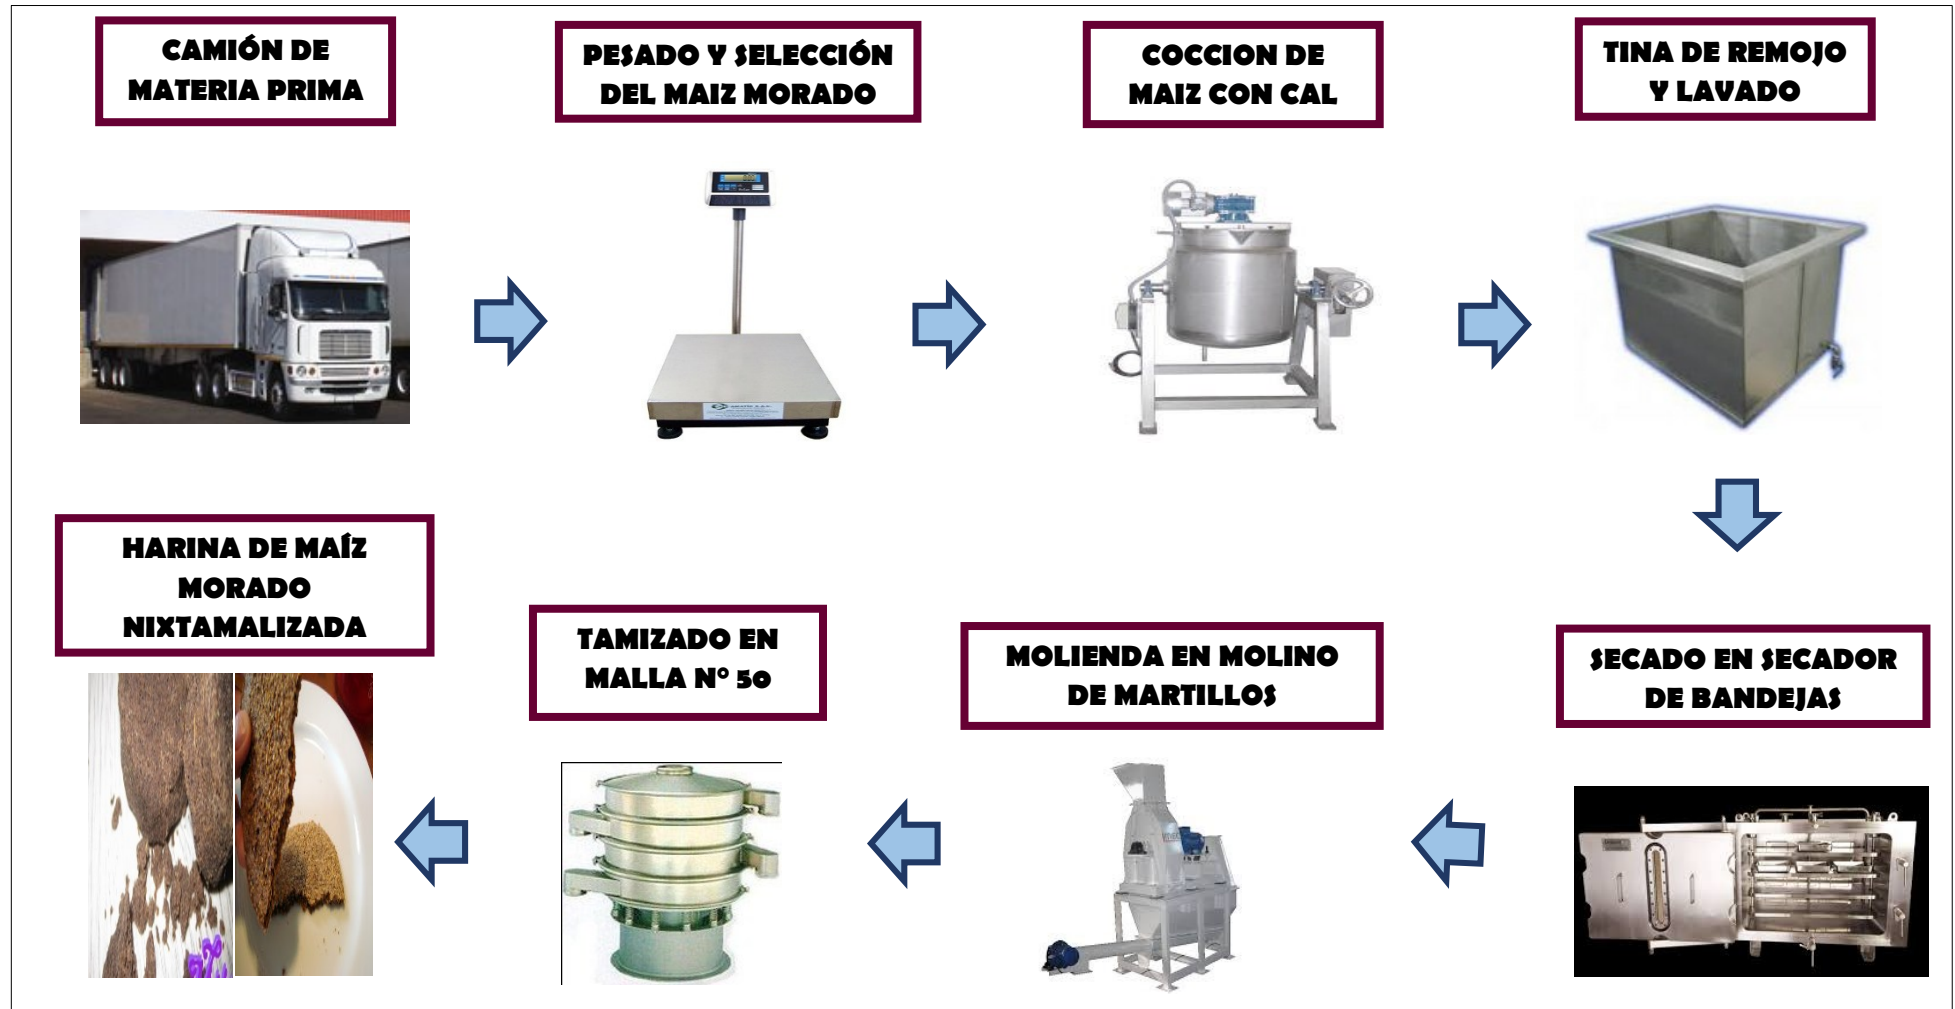 CAMIÓN DE
MATERIA PRIMA
PESADO Y SELECCIÓN
DEL MAIZ MORADO
COCCION DE
MAIZ CON CAL
TINA DE REMOJO
Y LAVADO
SECADO EN SECADOR
DE BANDEJAS
MOLIENDA EN MOLINO
DE MARTILLOS
TAMIZADO EN
MALLA N° 50
HARINA DE MAÍZ
MORADO
NIXTAMALIZADA